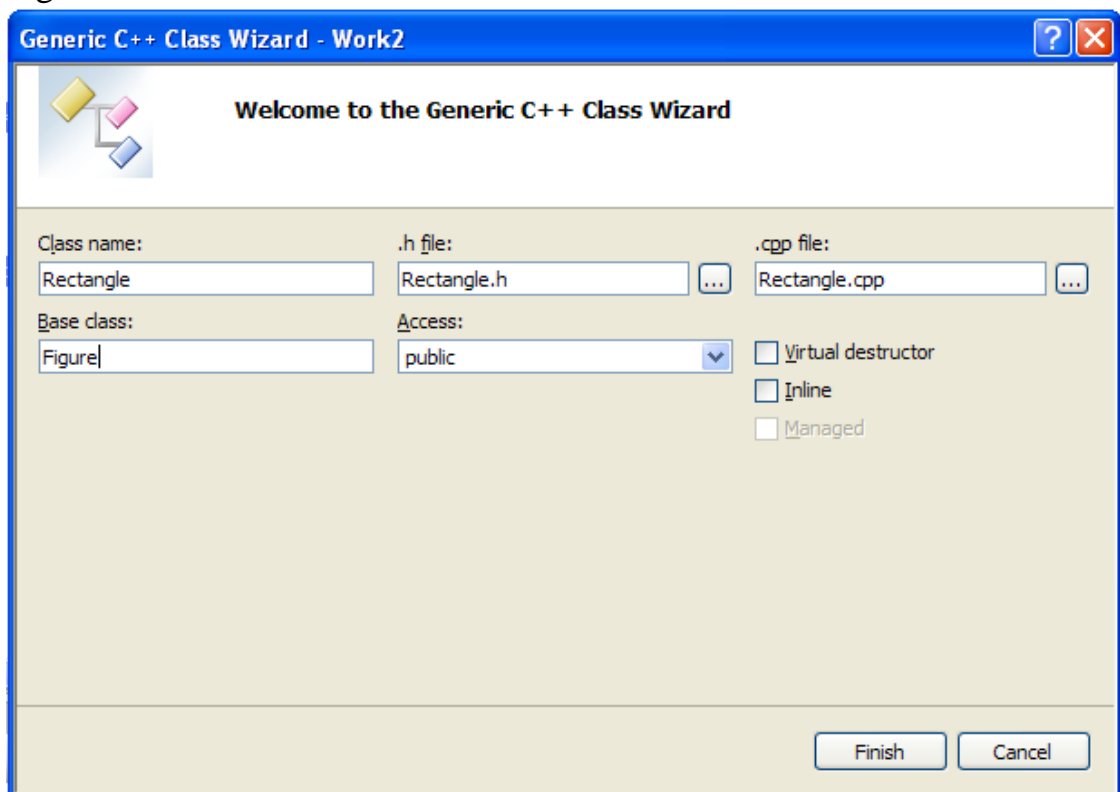 Generic C++ Class Wizard - Work2
Welcome to the Generic C++ Class Wizard
Class name: .h file: .cpp file:
Rectangle Rectangle.h ... Rectangle.cpp ...
Base class: Access:
Figure public Virtual destructor
Inline
Managed
Finish Cancel